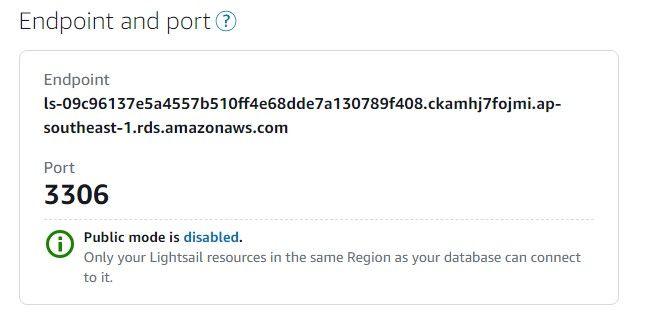 Endpoint and port ?
Endpoint
ls-09c96137e5a4557b510ff4e68dde7a130789f408.ckamhj7fojmi.ap-
southeast-1.rds.amazonaws.com
Port
3306
Public mode is disabled.
Only your Lightsail resources in the same Region as your database can connect
to it.